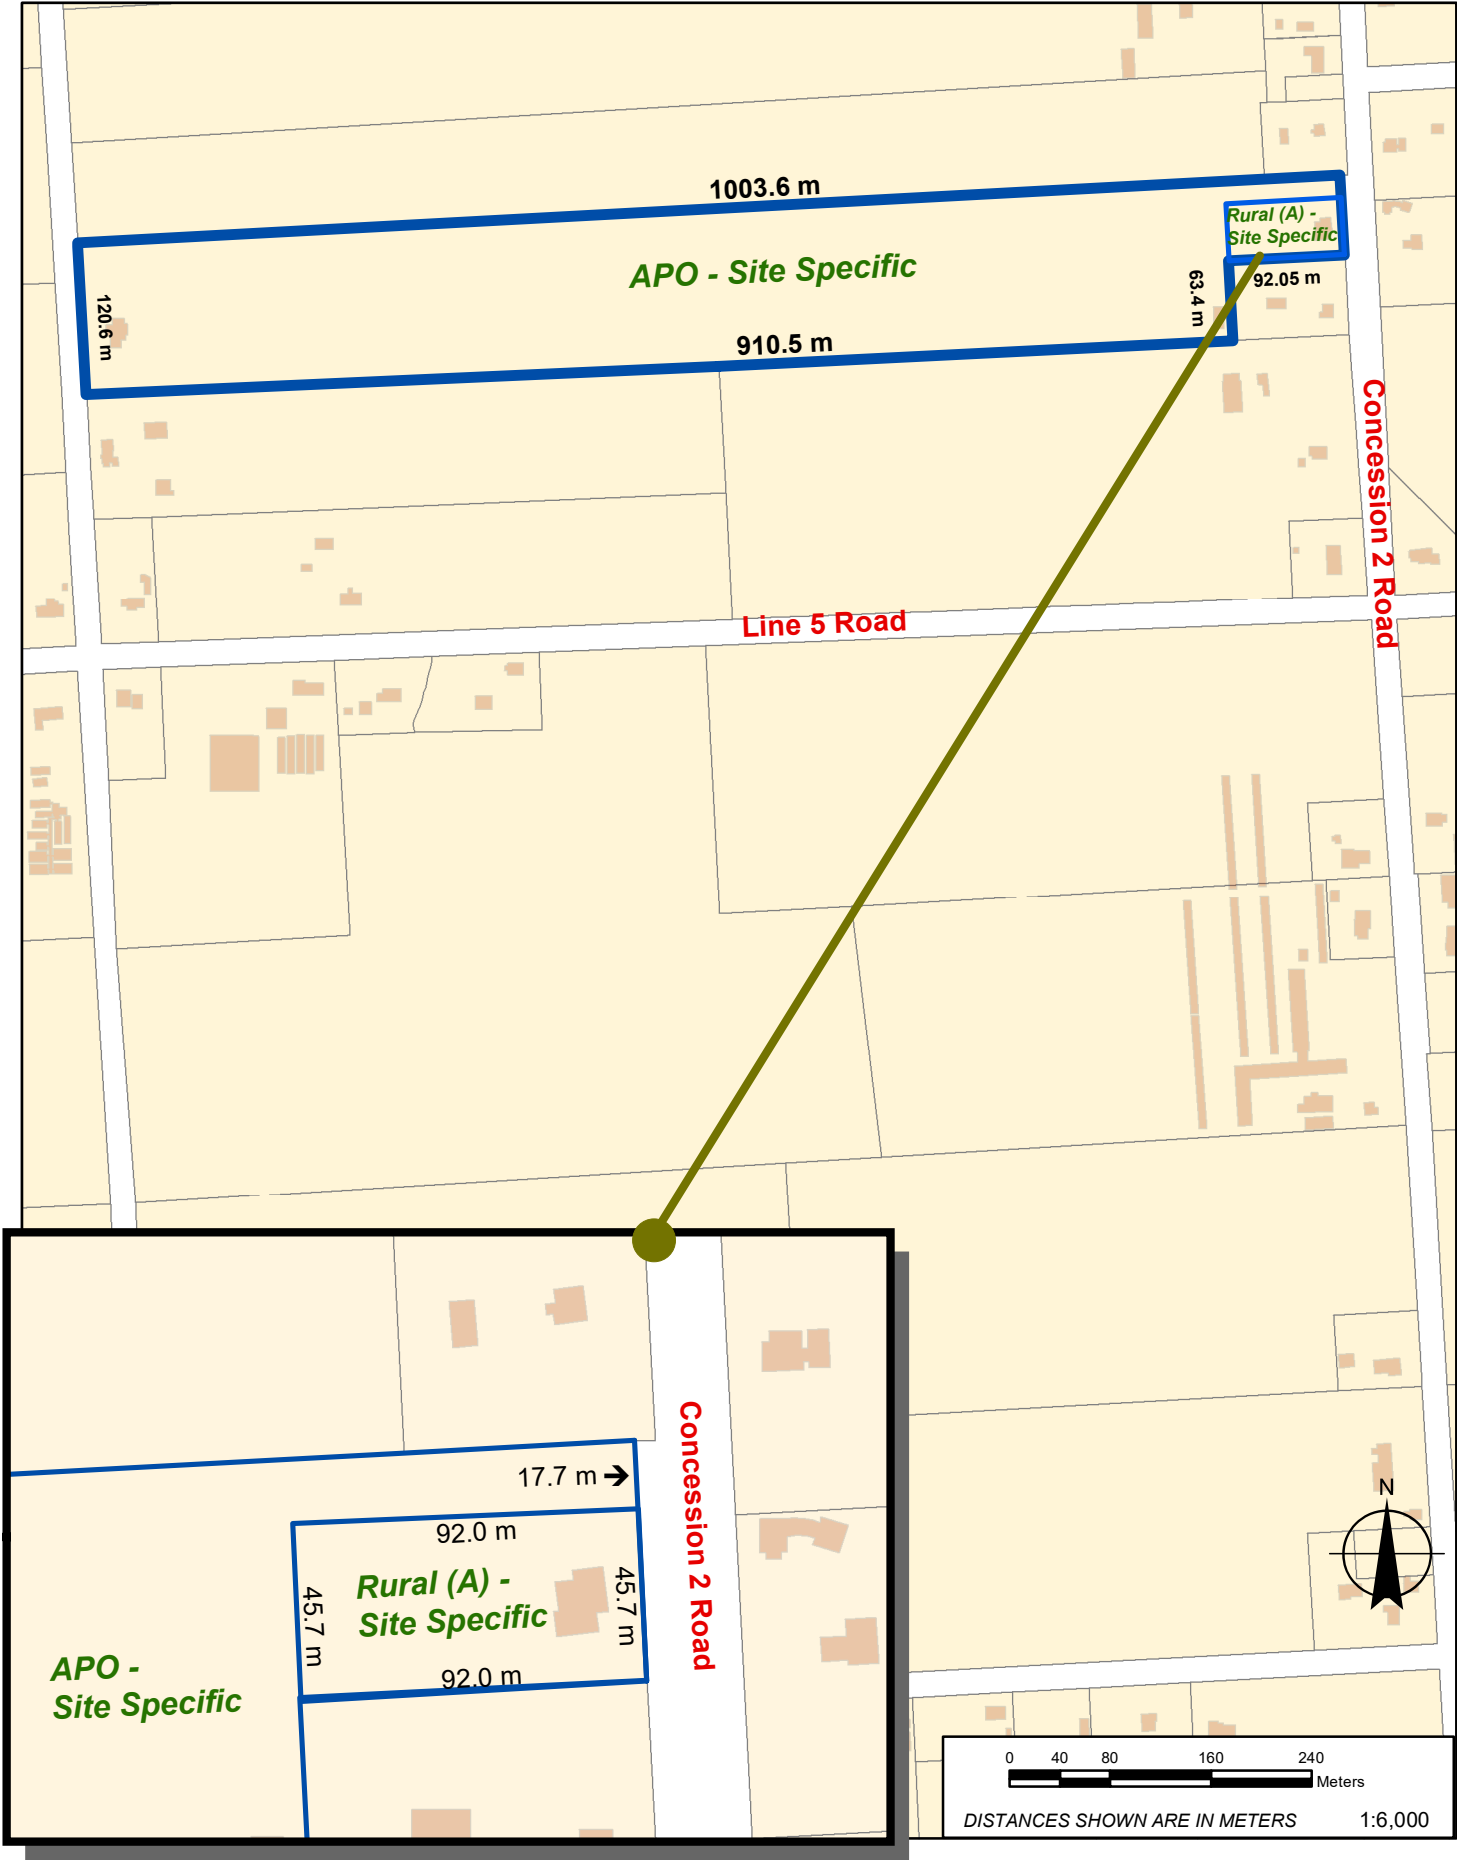 1003.6 m
Rural (A) -
Site Specific
APO - Site Specific
63.4 m
92.05 m
120.6 m
910.5 m
Concession 2 Road
Line 5 Road
17.7 m
92.0 m
Rural (A) -
Site Specific
45.7 m
45.7 m
92.0 m
APO -
Site Specific
Concession 2 Road
N
0 40 80 160 240
Meters
DISTANCES SHOWN ARE IN METERS 1:6,000